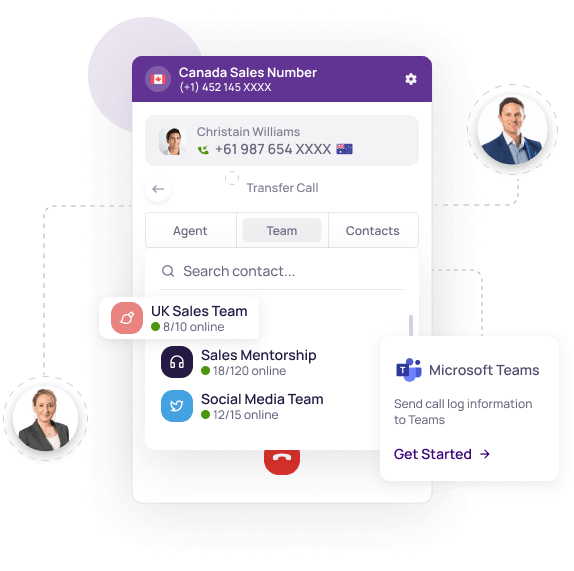 Canada Sales Number
(+1) 452 145 XXXX
Christain Williams
+61 987 654 XXXX
Transfer Call
Agent
Team
Contacts
Search contact...
UK Sales Team
8/10 online
Sales Mentorship
18/120 online
Social Media Team
12/15 online
T
Microsoft Teams
Send call log information
to Teams
Get Started